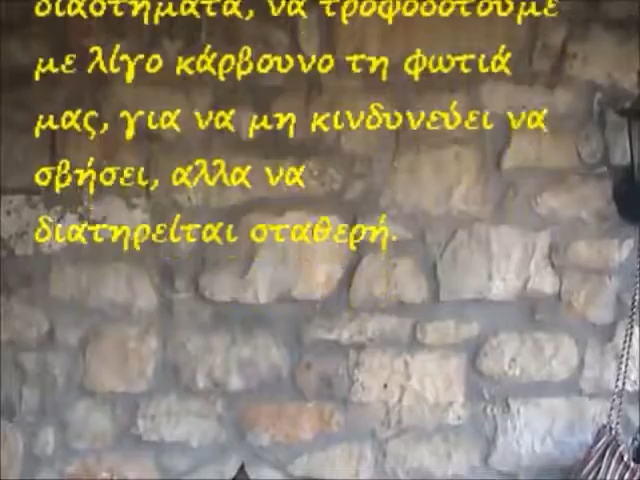 διαστήματα, να τροφοδοτούμε
με λίγο κάρβουνο τη φωτιά
μας, για να μη κινδυνεύει να
σβήσει, αλλα να
διατηρείται σταθερή.